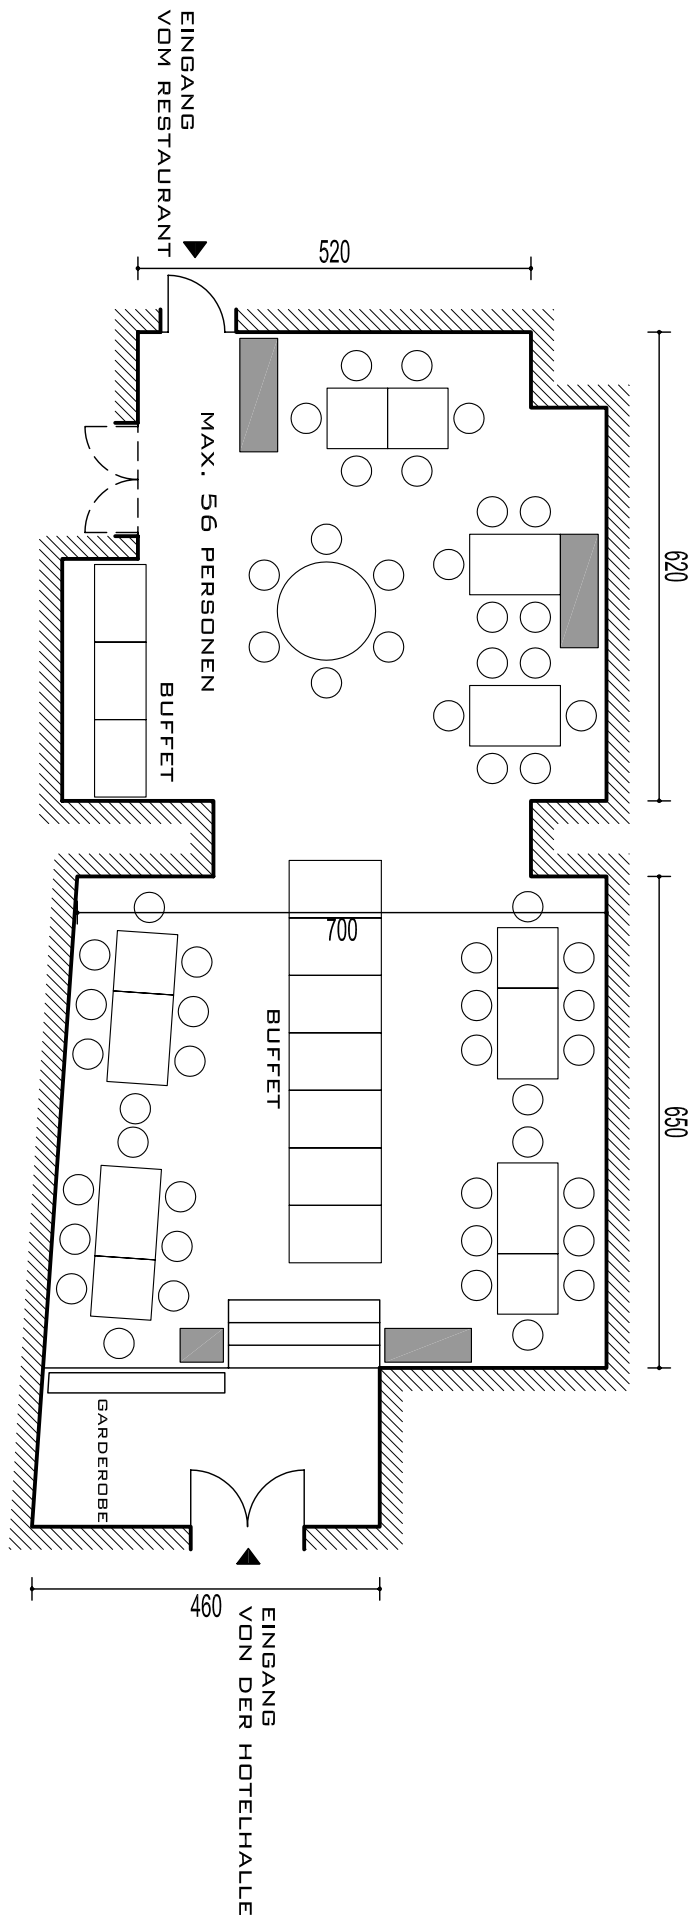 EINGANG
VOM RESTAURANT
520
MAX. 56 PERSONEN
620
BUFFET
700
BUFFET
650
GARDEROBE
460
EINGANG
VON DER HOTELHALLE